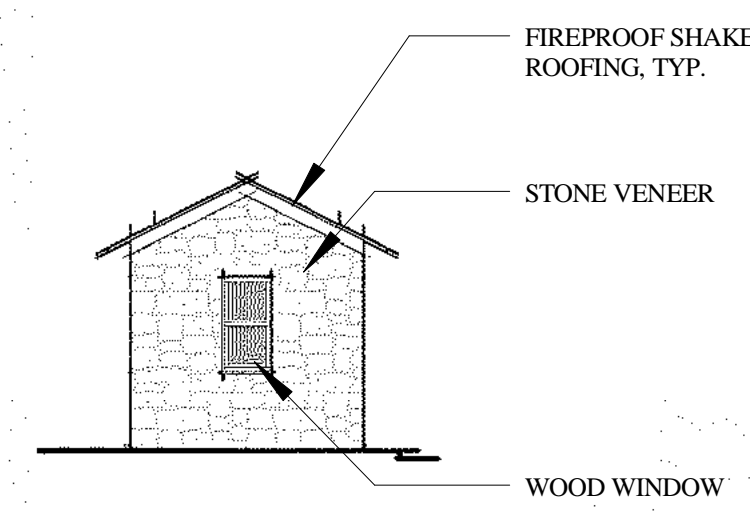 FIREPROOF SHAKE
ROOFING, TYP.
STONE VENEER
WOOD WINDOW